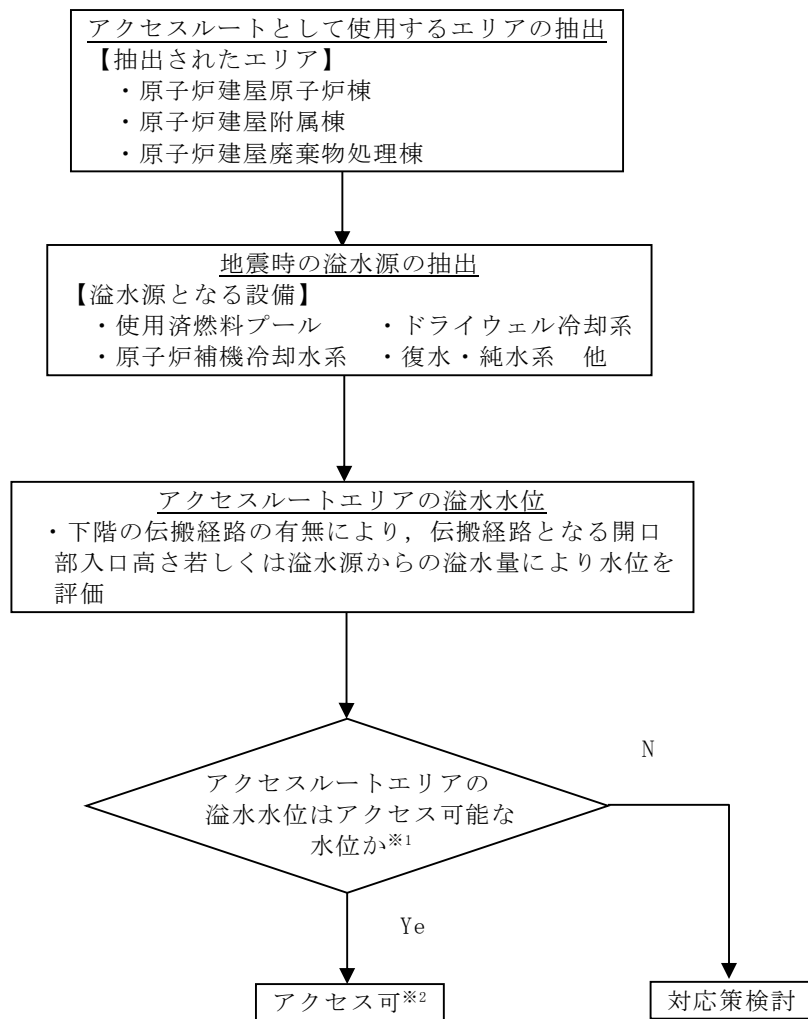 アクセスルートとして使用するエリアの抽出
【抽出されたエリア】
・原子炉建屋原子炉棟
・原子炉建屋附属棟
・原子炉建屋廃棄物処理棟
地震時の溢水源の抽出
【溢水源となる設備】
・使用済燃料プール ・ドライウェル冷却系
・原子炉補機冷却水系 ・復水・純水系 他
アクセスルートエリアの溢水水位
・下階の伝搬経路の有無により，伝搬経路となる開口
部入口高さ若しくは溢水源からの溢水量により水位を
評価
N
アクセスルートエリアの
溢水水位はアクセス可能な
水位か※1
Ye
アクセス可※2
対応策検討